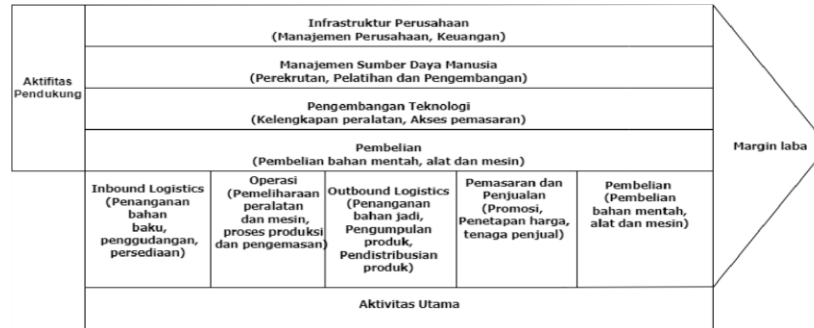 Infrastruktur Perusahaan
(Manajemen Perusahaan, Keuangan)
Manajemen Sumber Daya Manusia
(Perekrutan, Pelatihan dan Pengembangan)
Aktifitas
Pendukung
Pengembangan Teknologi
(Kelengkapan peralatan, Akses pemasaran)
Pembelian
(Pembelian bahan mentah, alat dan mesin)
Margin laba
Inbound Logistics
(Penanganan
bahan
baku,
penggudangan,
persediaan)
Operasi
(Pemeliharaan
peralatan
dan mesin,
proses produksi
dan pengemasan)
Outbound Logistics
(Penanganan
bahan jadi,
Pengumpulan
produk,
Pendistribusian
produk)
Pemasaran dan
Penjualan
(Promosi,
Penetapan harga,
tenaga penjual)
Pembelian
(Pembelian
bahan mentah,
alat dan mesin)
Aktivitas Utama